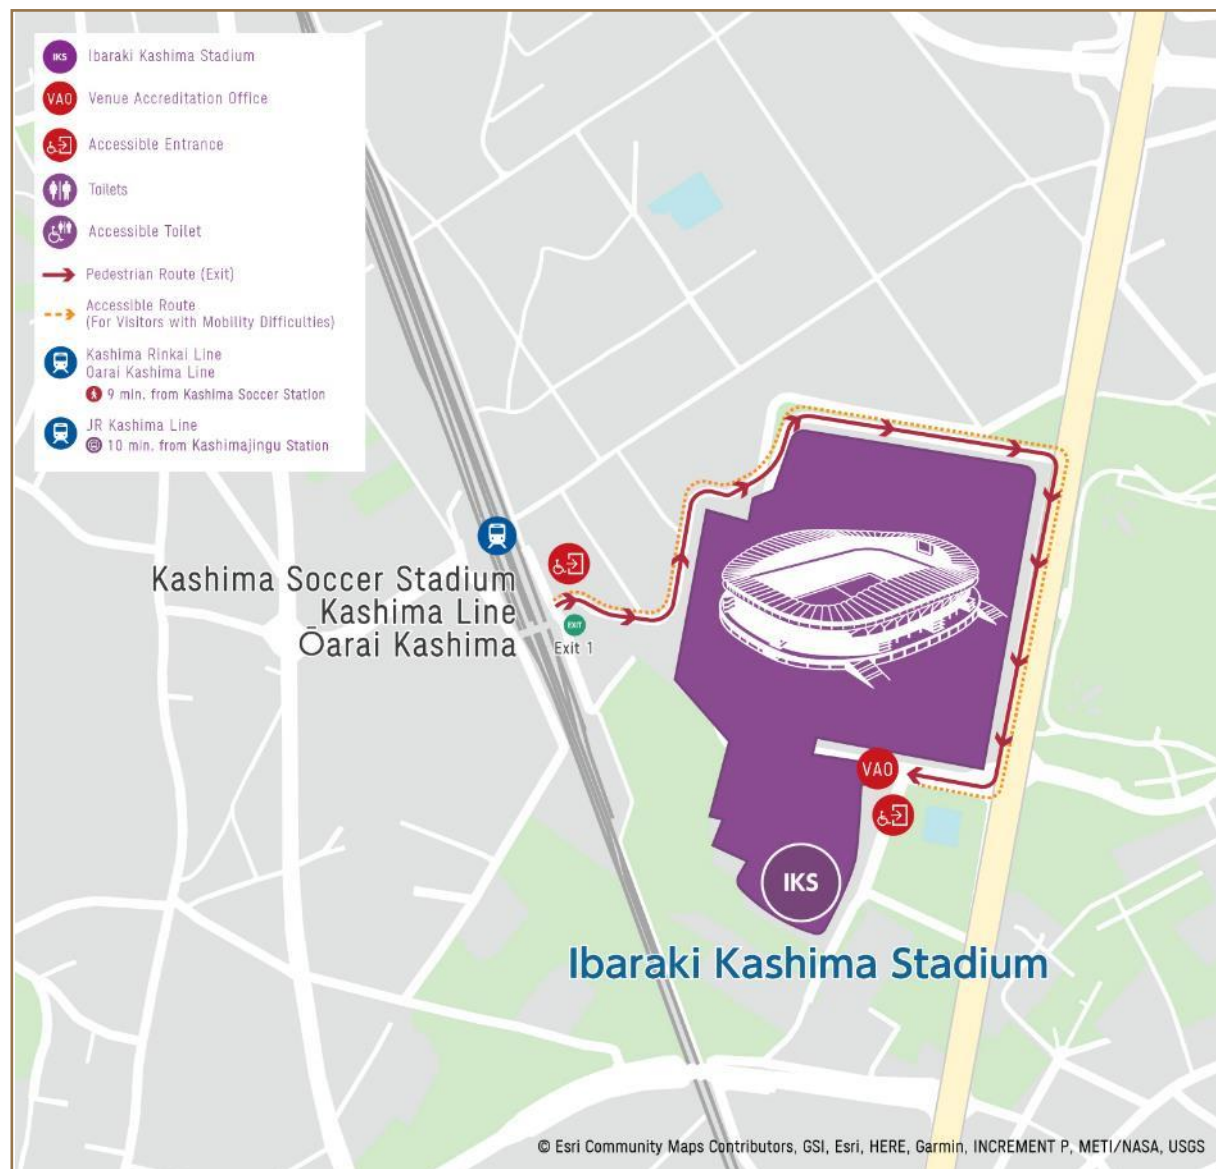 IKS Ibaraki Kashima Stadium
VAO Venue Accreditation Office
Accessible Entrance
Toilets
Accessible Toilet
Pedestrian Route (Exit)
Accessible Route
(For Visitors with Mobility Difficulties)
Kashima Rinkai Line
Oarai Kashima Line
9 min. from Kashima Soccer Station
JR Kashima Line
10 min. from Kashimajingu Station
Kashima Soccer Stadium
Kashima Line
Ōarai Kashima
EXIT
Exit 1
VAO
IKS
Ibaraki Kashima Stadium
© Esri Community Maps Contributors, GSI, Esri, HERE, Garmin, INCREMENT P, METI/NASA, USGS